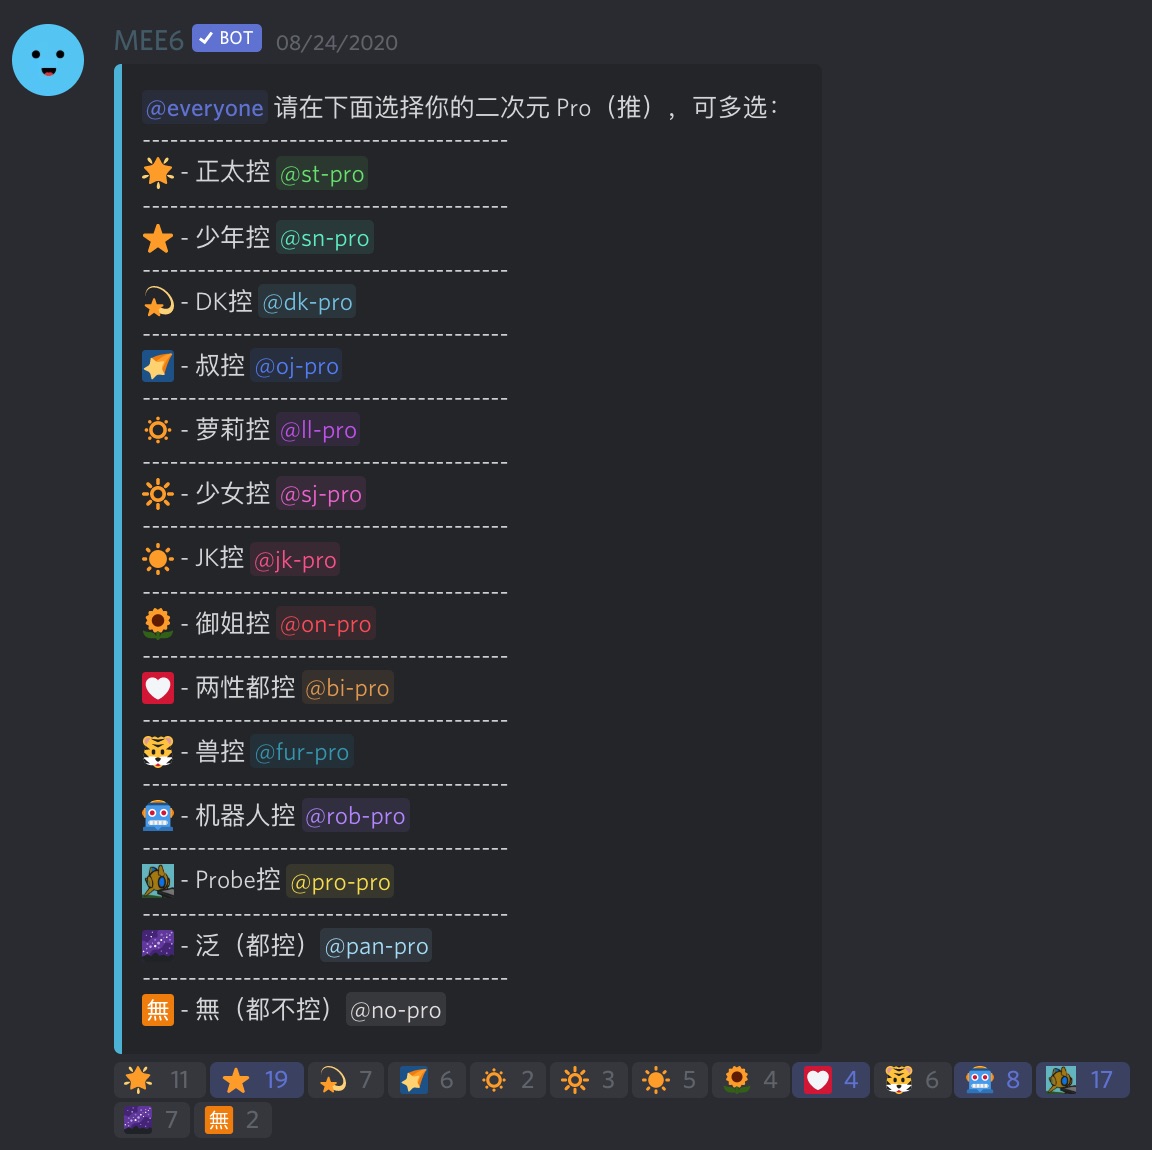 MEE6 BOT 08/24/2020
@everyone 请在下面选择你的二次元 Pro（推），可多选：
----------------------------------------
- 正太控 @st-pro
----------------------------------------
- 少年控 @sn-pro
----------------------------------------
- DK控 @dk-pro
----------------------------------------
- 叔控 @oj-pro
----------------------------------------
- 萝莉控 @ll-pro
----------------------------------------
- 少女控 @sj-pro
----------------------------------------
- JK控 @jk-pro
----------------------------------------
- 御姐控 @on-pro
----------------------------------------
- 两性都控 @bi-pro
----------------------------------------
- 兽控 @fur-pro
----------------------------------------
- 机器人控 @rob-pro
----------------------------------------
- Probe控 @pro-pro
----------------------------------------
- 泛（都控）@pan-pro
----------------------------------------
無 - 無（都不控）@no-pro
11 19 7 6 2 3 5 4 4 6 8 17
7 無 2